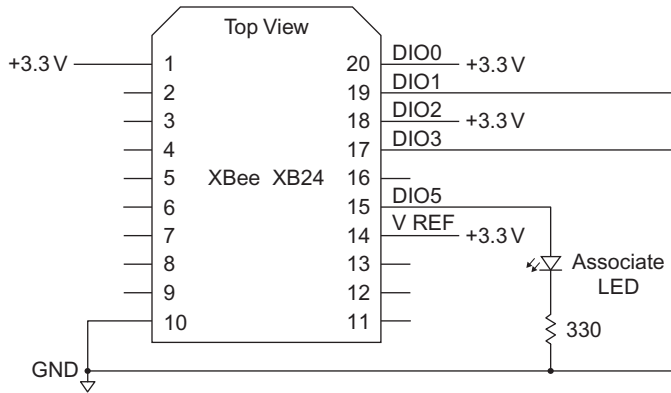 Top View
+3.3 V 1 20 DIO0 +3.3 V
2 19 DIO1
3 18 DIO2 +3.3 V
4 17 DIO3
5 XBee XB24 16
6 15 DIO5
7 14 V REF +3.3 V
8 13 Associate
9 12 LED
10 11 330
GND